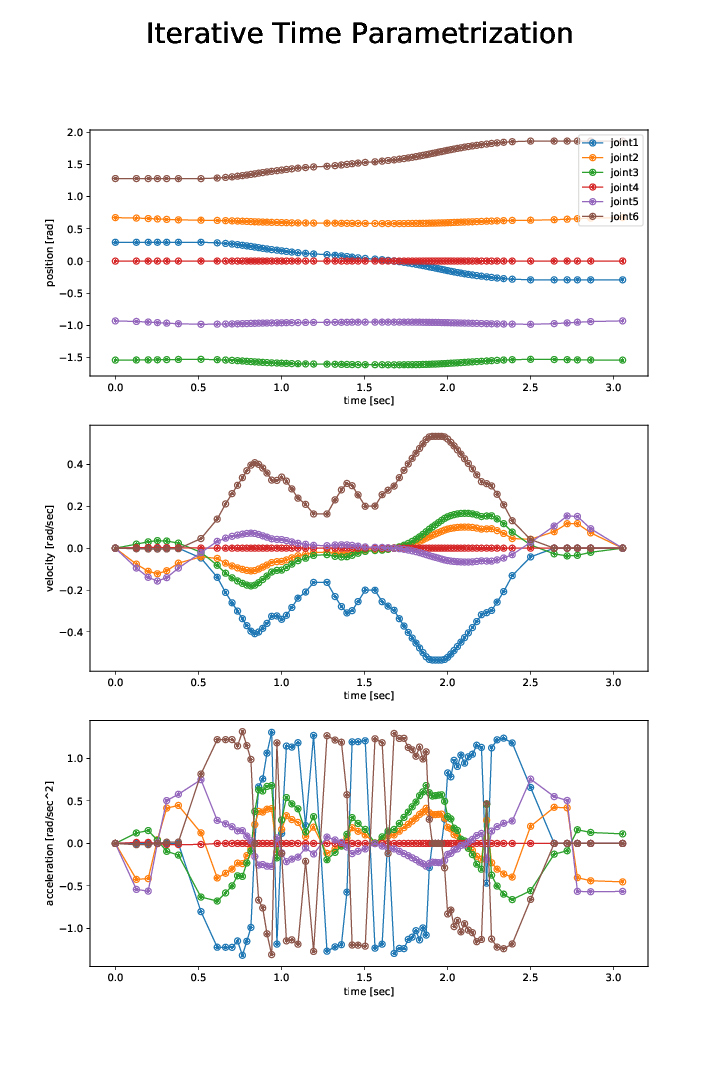 Iterative Time Parametrization
2.0
1.5
1.0
0.5
0.0
−0.5
−1.0
−1.5
position [rad]
joint1
joint2
joint3
joint4
joint5
joint6
0.0 0.5 1.0 1.5 2.0 2.5 3.0
time [sec]
0.4
0.2
0.0
−0.2
−0.4
velocity [rad/sec]
0.0 0.5 1.0 1.5 2.0 2.5 3.0
time [sec]
1.0
0.5
0.0
−0.5
−1.0
acceleration [rad/sec^2]
0.0 0.5 1.0 1.5 2.0 2.5 3.0
time [sec]